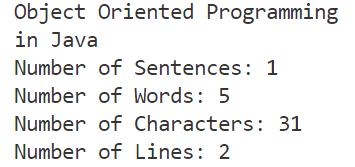 Object Oriented Programming
in Java
Number of Sentences: 1
Number of Words: 5
Number of Characters: 31
Number of Lines: 2